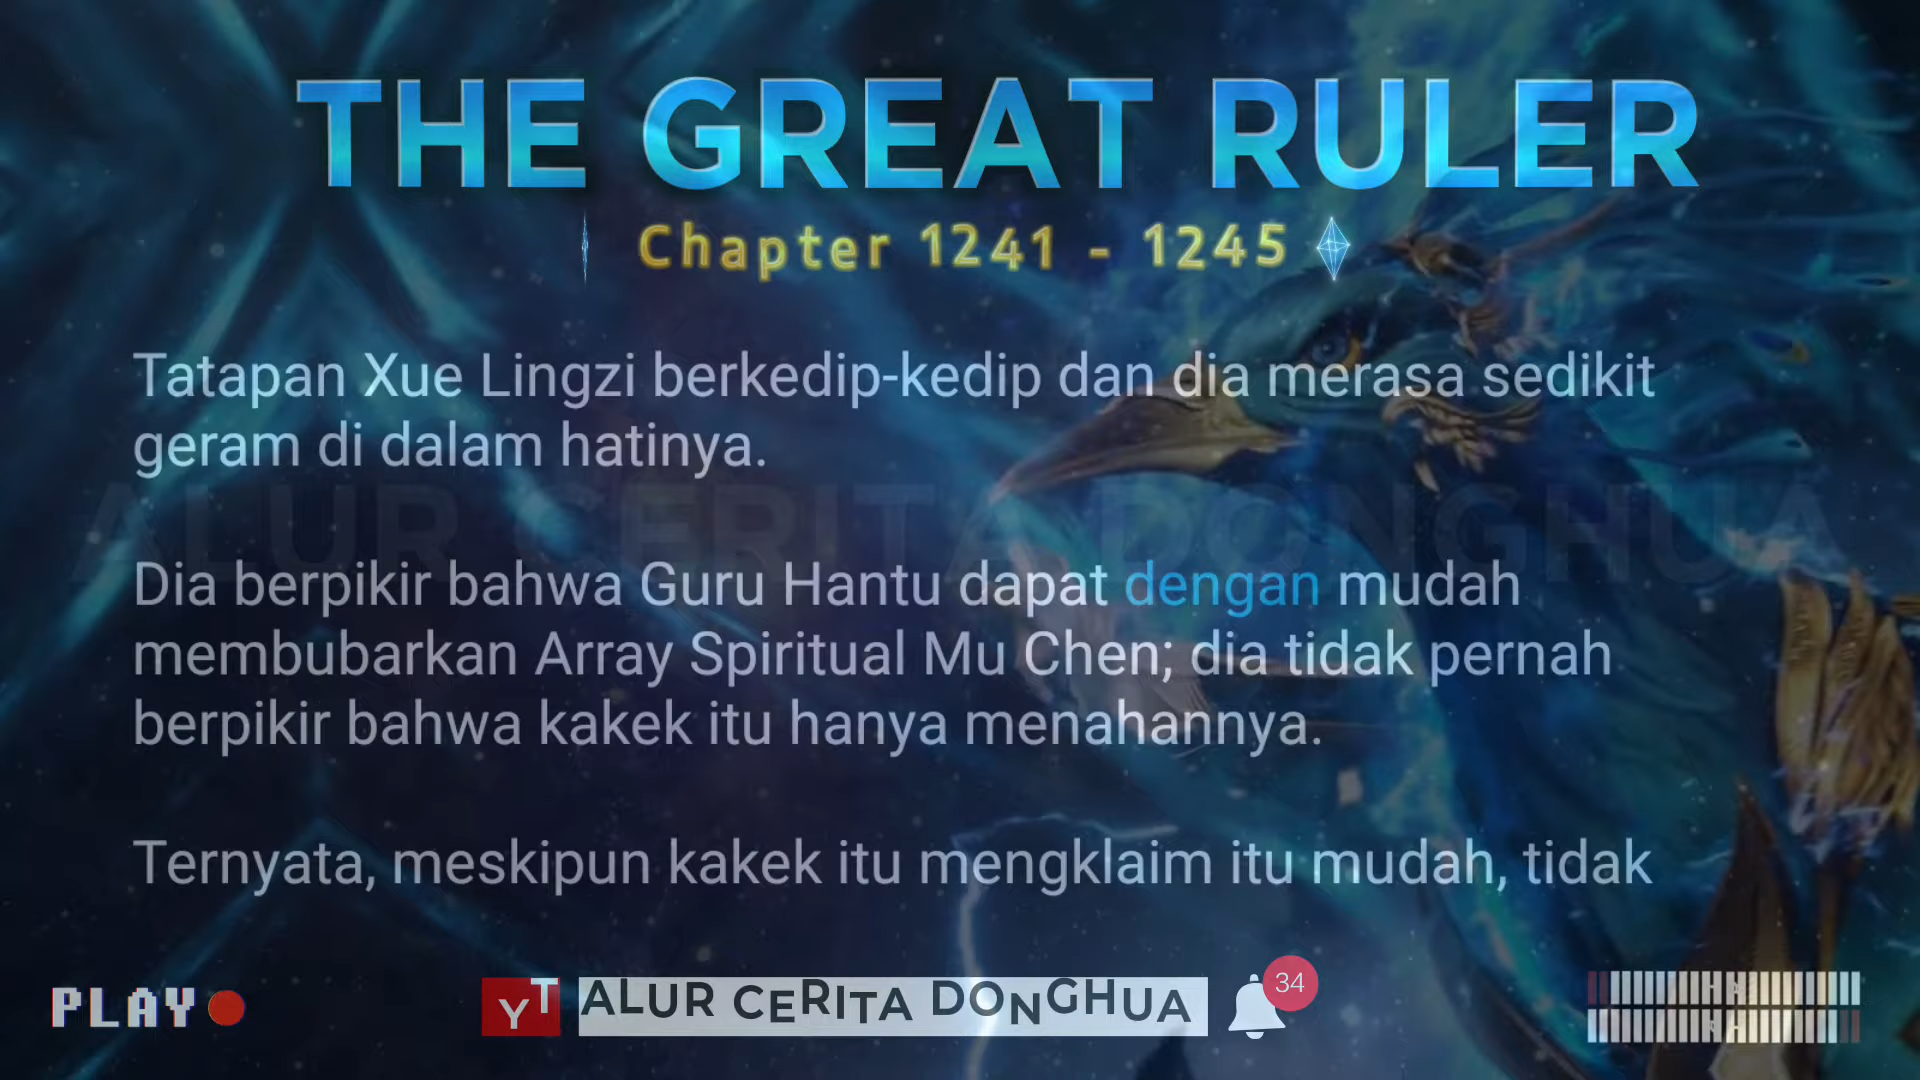 THE GREAT RULER
Chapter 1241 - 1245
Tatapan Xue Lingzi berkedip-kedip dan dia merasa sedikit
geram di dalam hatinya.
ALUR CERITA DONGHUA
Dia berpikir bahwa Guru Hantu dapat dengan mudah
membubarkan Array Spiritual Mu Chen; dia tidak pernah
berpikir bahwa kakek itu hanya menahannya.
Ternyata, meskipun kakek itu mengklaim itu mudah, tidak
PLAY
YT ALUR CERITA DONGHUA 34